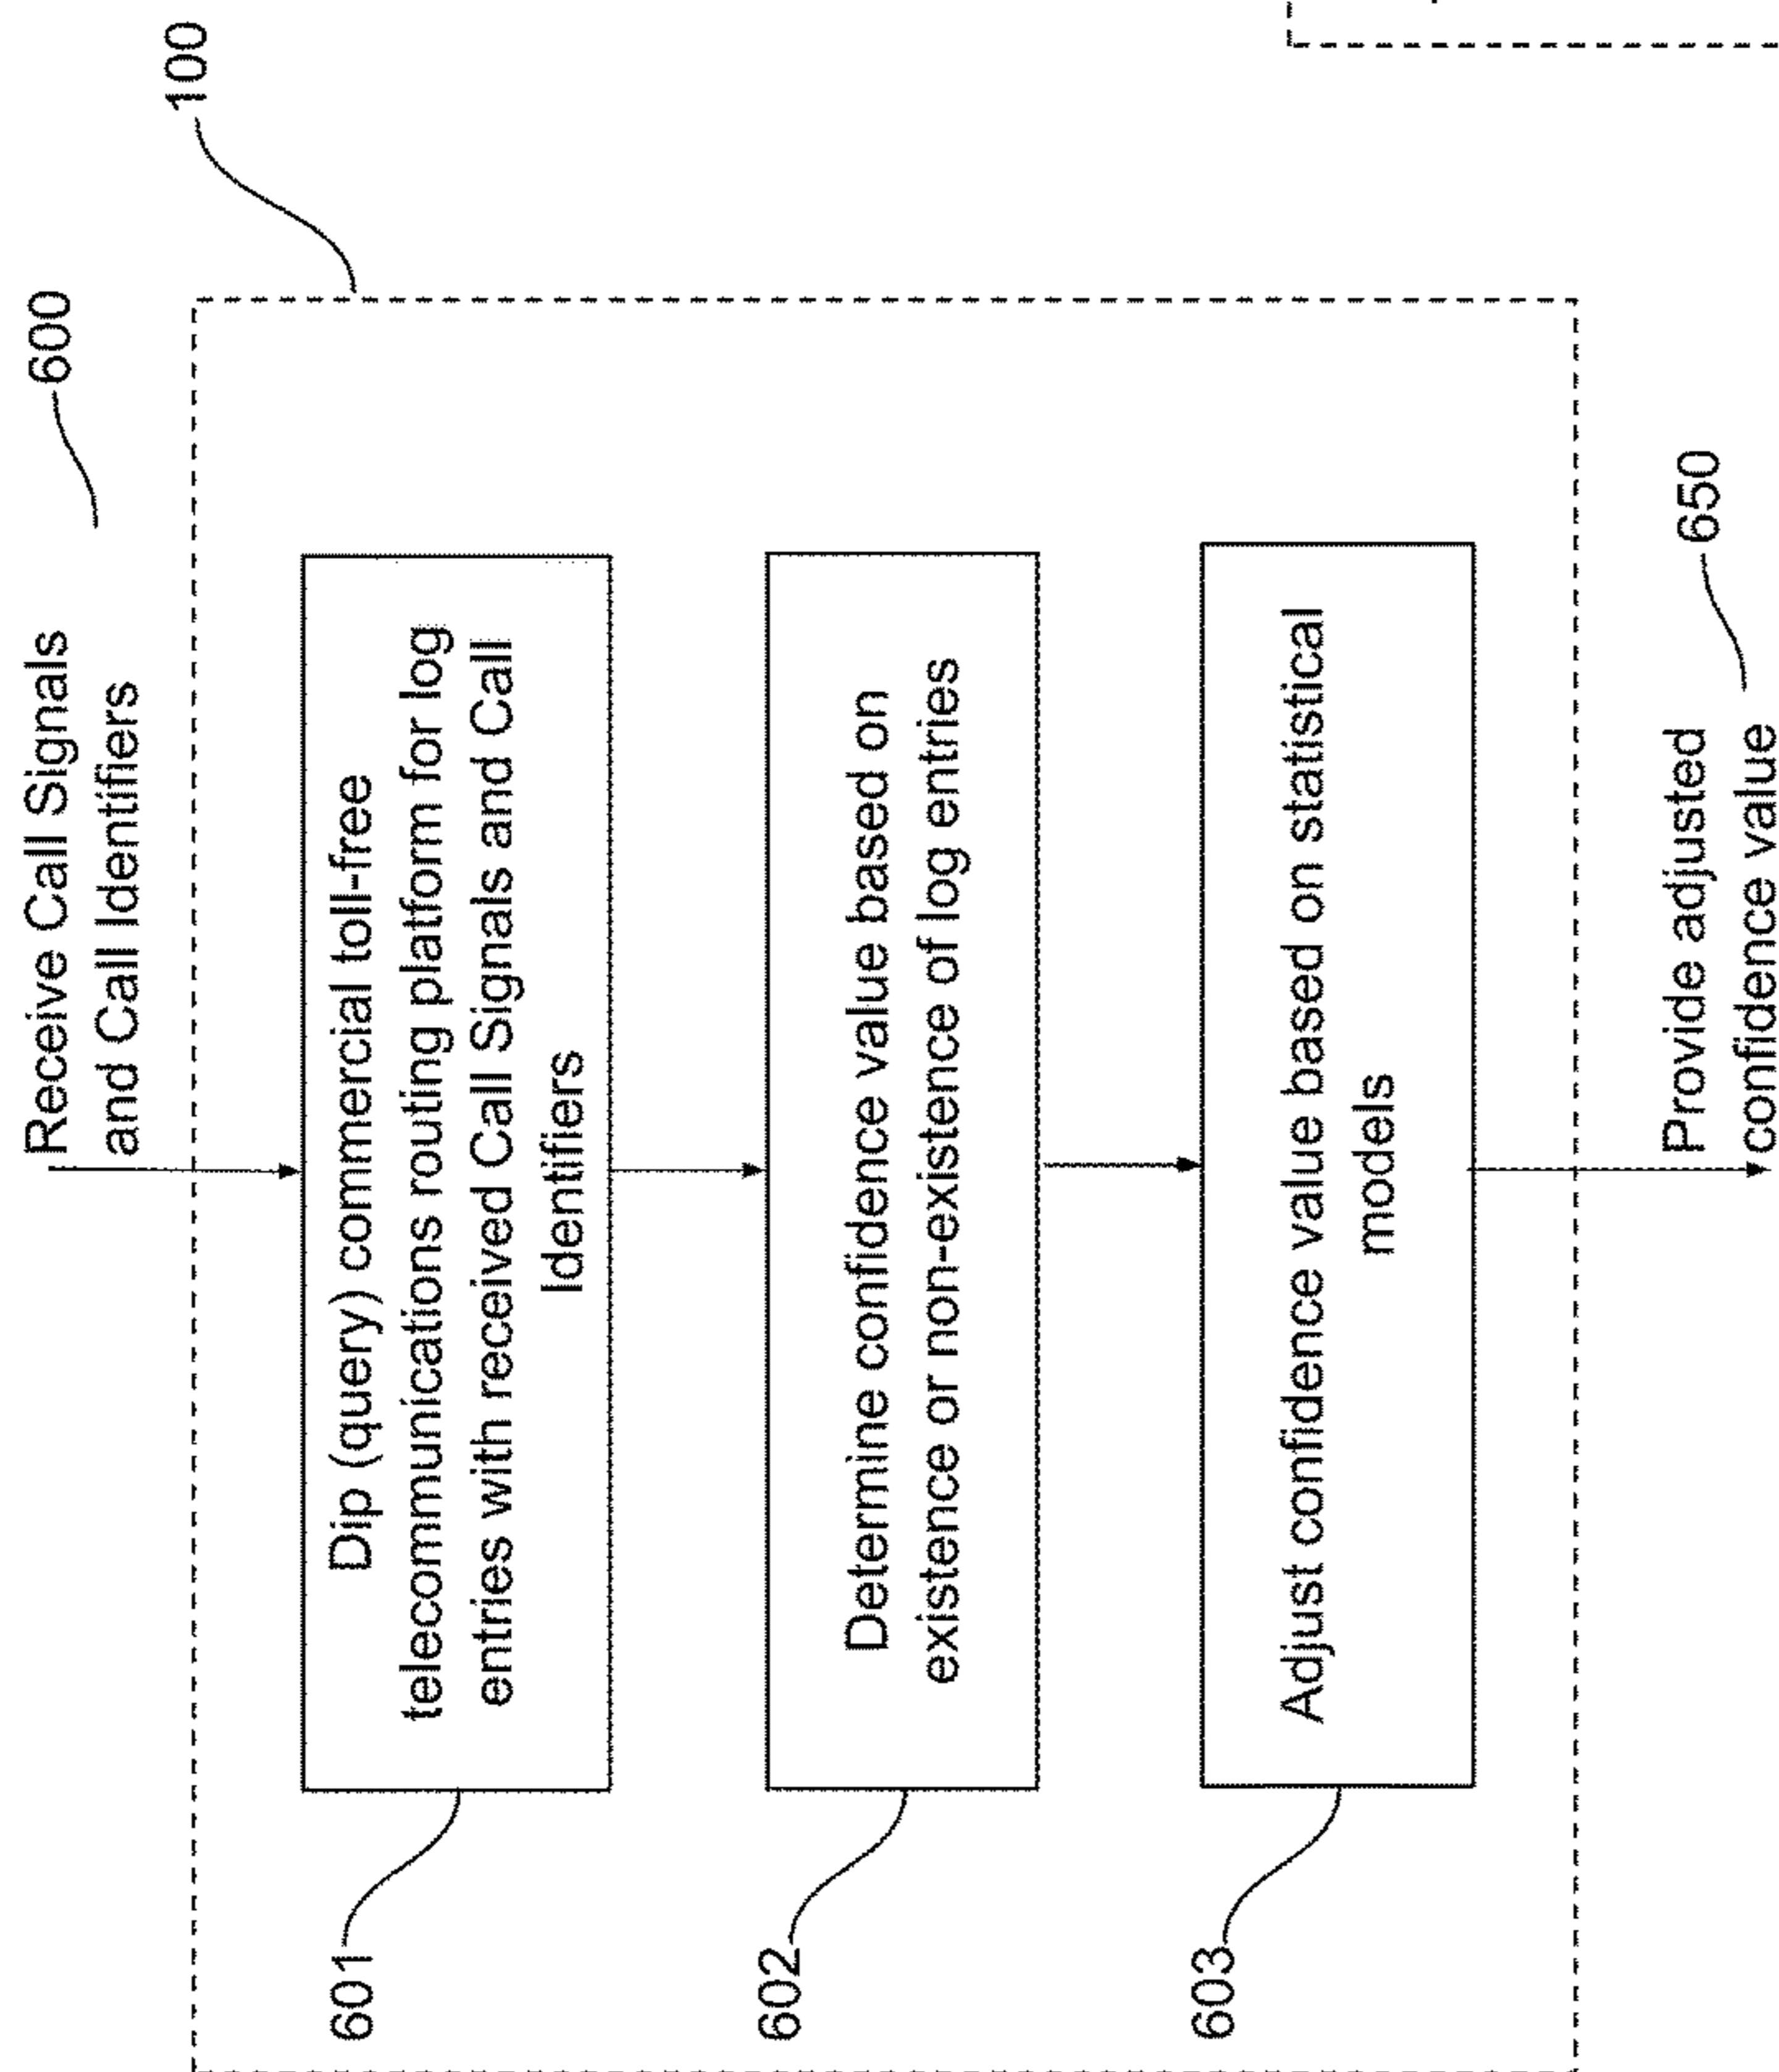 Receive Call Signals
and Call Identifiers
600
100
601
Dip (query) commercial toll-free
telecommunications routing platform for log
entries with received Call Signals and Call
Identifiers
602
Determine confidence value based on
existence or non-existence of log entries
603
Adjust confidence value based on statistical
models
Provide adjusted
confidence value
650